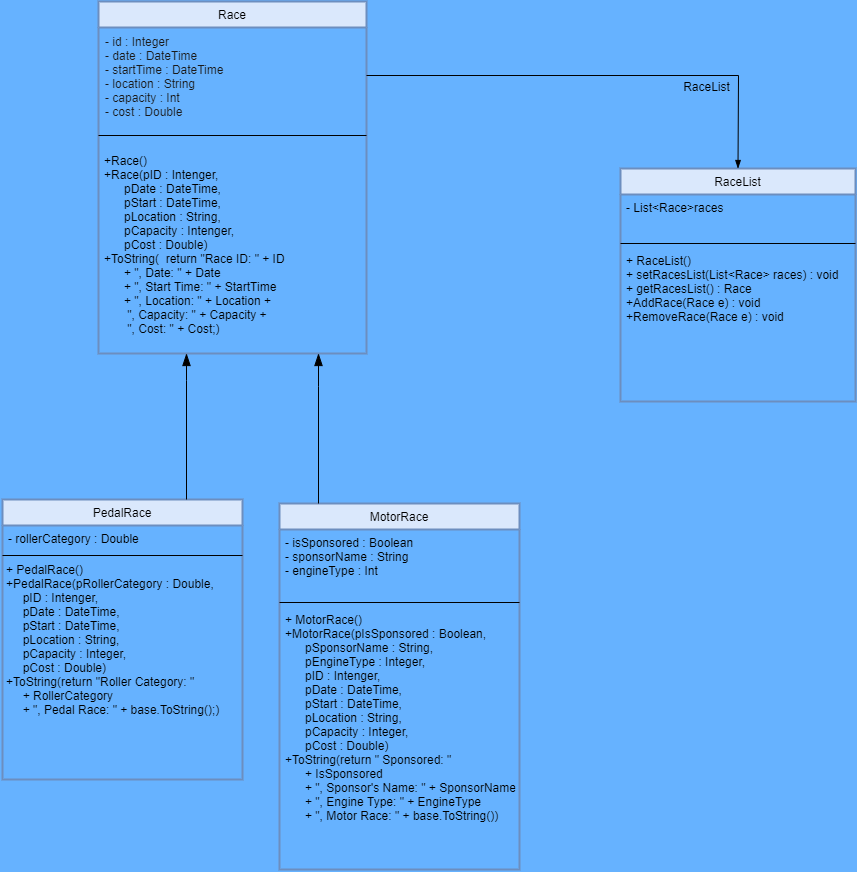 Race
- id : Integer
- date : DateTime
- startTime : DateTime
- location : String
- capacity : Int
- cost : Double
+Race()
+Race(pID : Intenger,
pDate : DateTime,
pStart : DateTime,
pLocation : String,
pCapacity : Intenger,
pCost : Double)
+ToString(  return "Race ID: " + ID
+ ", Date: " + Date
+ ", Start Time: " + StartTime
+ ", Location: " + Location +
", Capacity: " + Capacity +
", Cost: " + Cost;)
RaceList
RaceList
- List<Race>races
+ RaceList()
+ setRacesList(List<Race> races) : void
+ getRacesList() : Race
+AddRace(Race e) : void
+RemoveRace(Race e) : void
PedalRace
- rollerCategory : Double
+ PedalRace()
+PedalRace(pRollerCategory : Double,
pID : Intenger,
pDate : DateTime,
pStart : DateTime,
pLocation : String,
pCapacity : Integer,
pCost : Double)
+ToString(return "Roller Category: "
+ RollerCategory
+ ", Pedal Race: " + base.ToString();)
MotorRace
- isSponsored : Boolean
- sponsorName : String
- engineType : Int
+ MotorRace()
+MotorRace(pIsSponsored : Boolean,
pSponsorName : String,
pEngineType : Integer,
pID : Intenger,
pDate : DateTime,
pStart : DateTime,
pLocation : String,
pCapacity : Integer,
pCost : Double)
+ToString(return " Sponsored: "
+ IsSponsored
+ ", Sponsor's Name: " + SponsorName
+ ", Engine Type: " + EngineType
+ ", Motor Race: " + base.ToString())